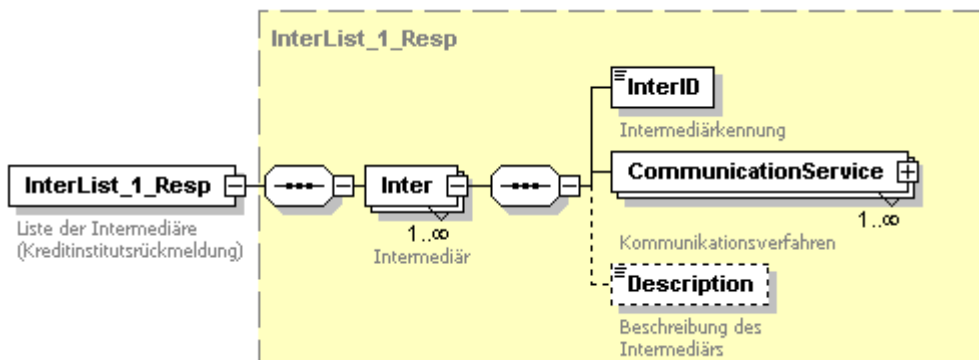 InterList_1_Resp
InterID
Intermediärkennung
InterList_1_Resp
Inter
CommunicationService
Liste der Intermediäre
(Kreditinstitutsrückmeldung)
1..∞
Intermediär
1..∞
Kommunikationsverfahren
Description
Beschreibung des
Intermediärs